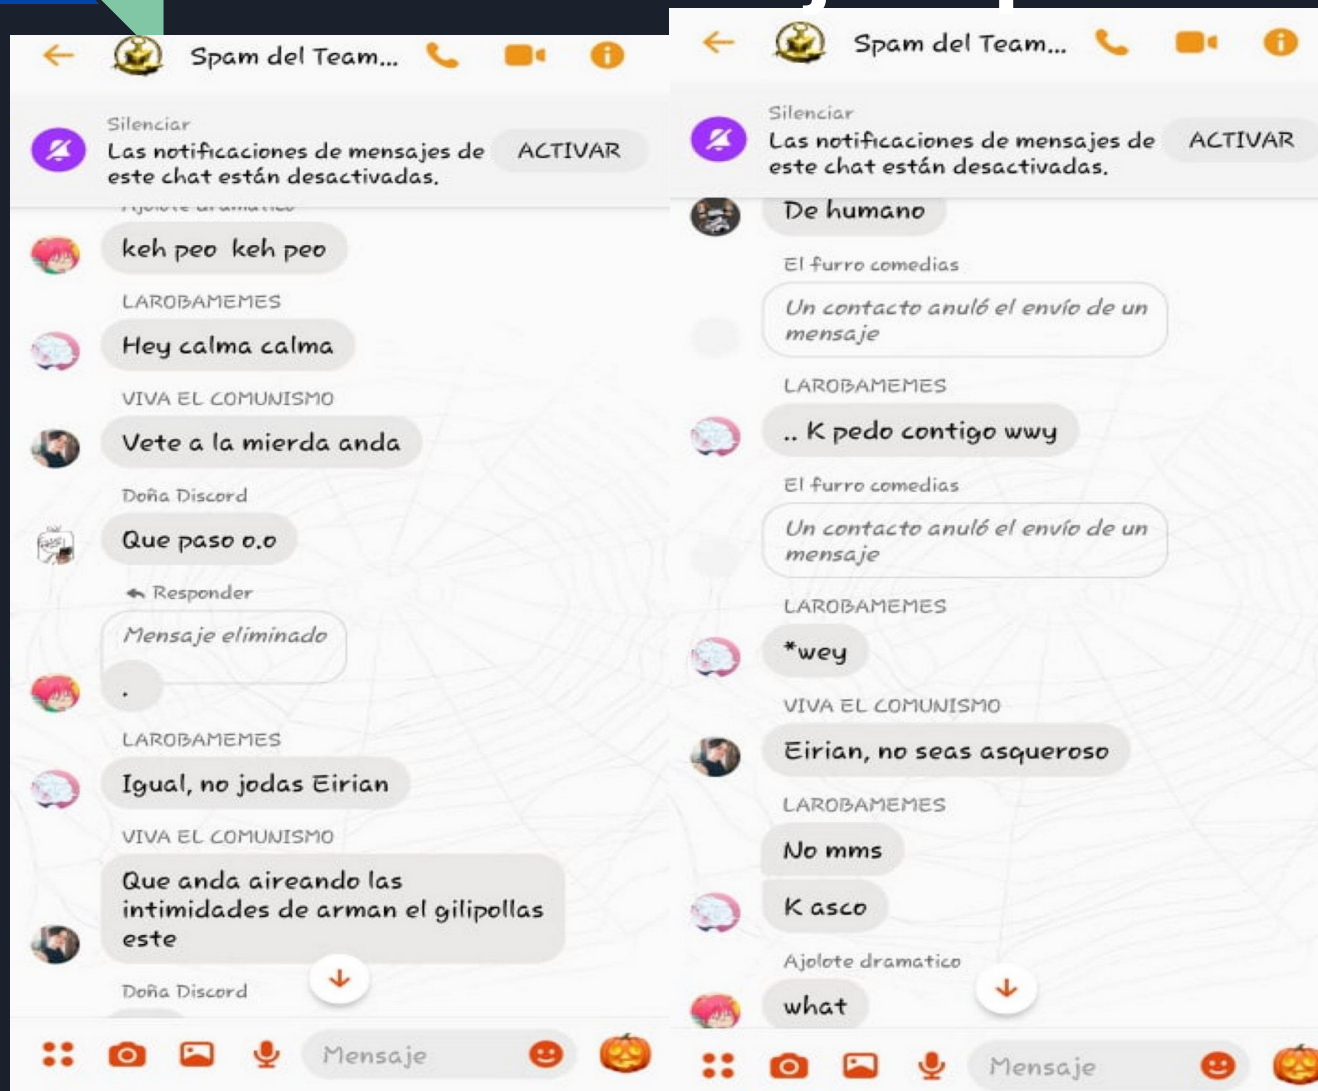 Spam del Team...
Silenciar
Las notificaciones de mensajes de
este chat están desactivadas.
ACTIVAR
Ajolote dramatico
keh peo keh peo
LAROBAMEMES
Hey calma calma
VIVA EL COMUNISMO
Vete a la mierda anda
Doña Discord
Que paso o.o
Responder
Mensaje eliminado
.
LAROBAMEMES
Igual, no jodas Eirian
VIVA EL COMUNISMO
Que anda aireando las
intimidades de arman el gilipollas
este
Doña Discord
Mensaje
Spam del Team...
Silenciar
Las notificaciones de mensajes de
este chat están desactivadas.
ACTIVAR
De humano
El furro comedias
Un contacto anuló el envío de un
mensaje
LAROBAMEMES
.. K pedo contigo wwy
El furro comedias
Un contacto anuló el envío de un
mensaje
LAROBAMEMES
*wey
VIVA EL COMUNISMO
Eirian, no seas asqueroso
LAROBAMEMES
No mms
K asco
Ajolote dramatico
what
Mensaje